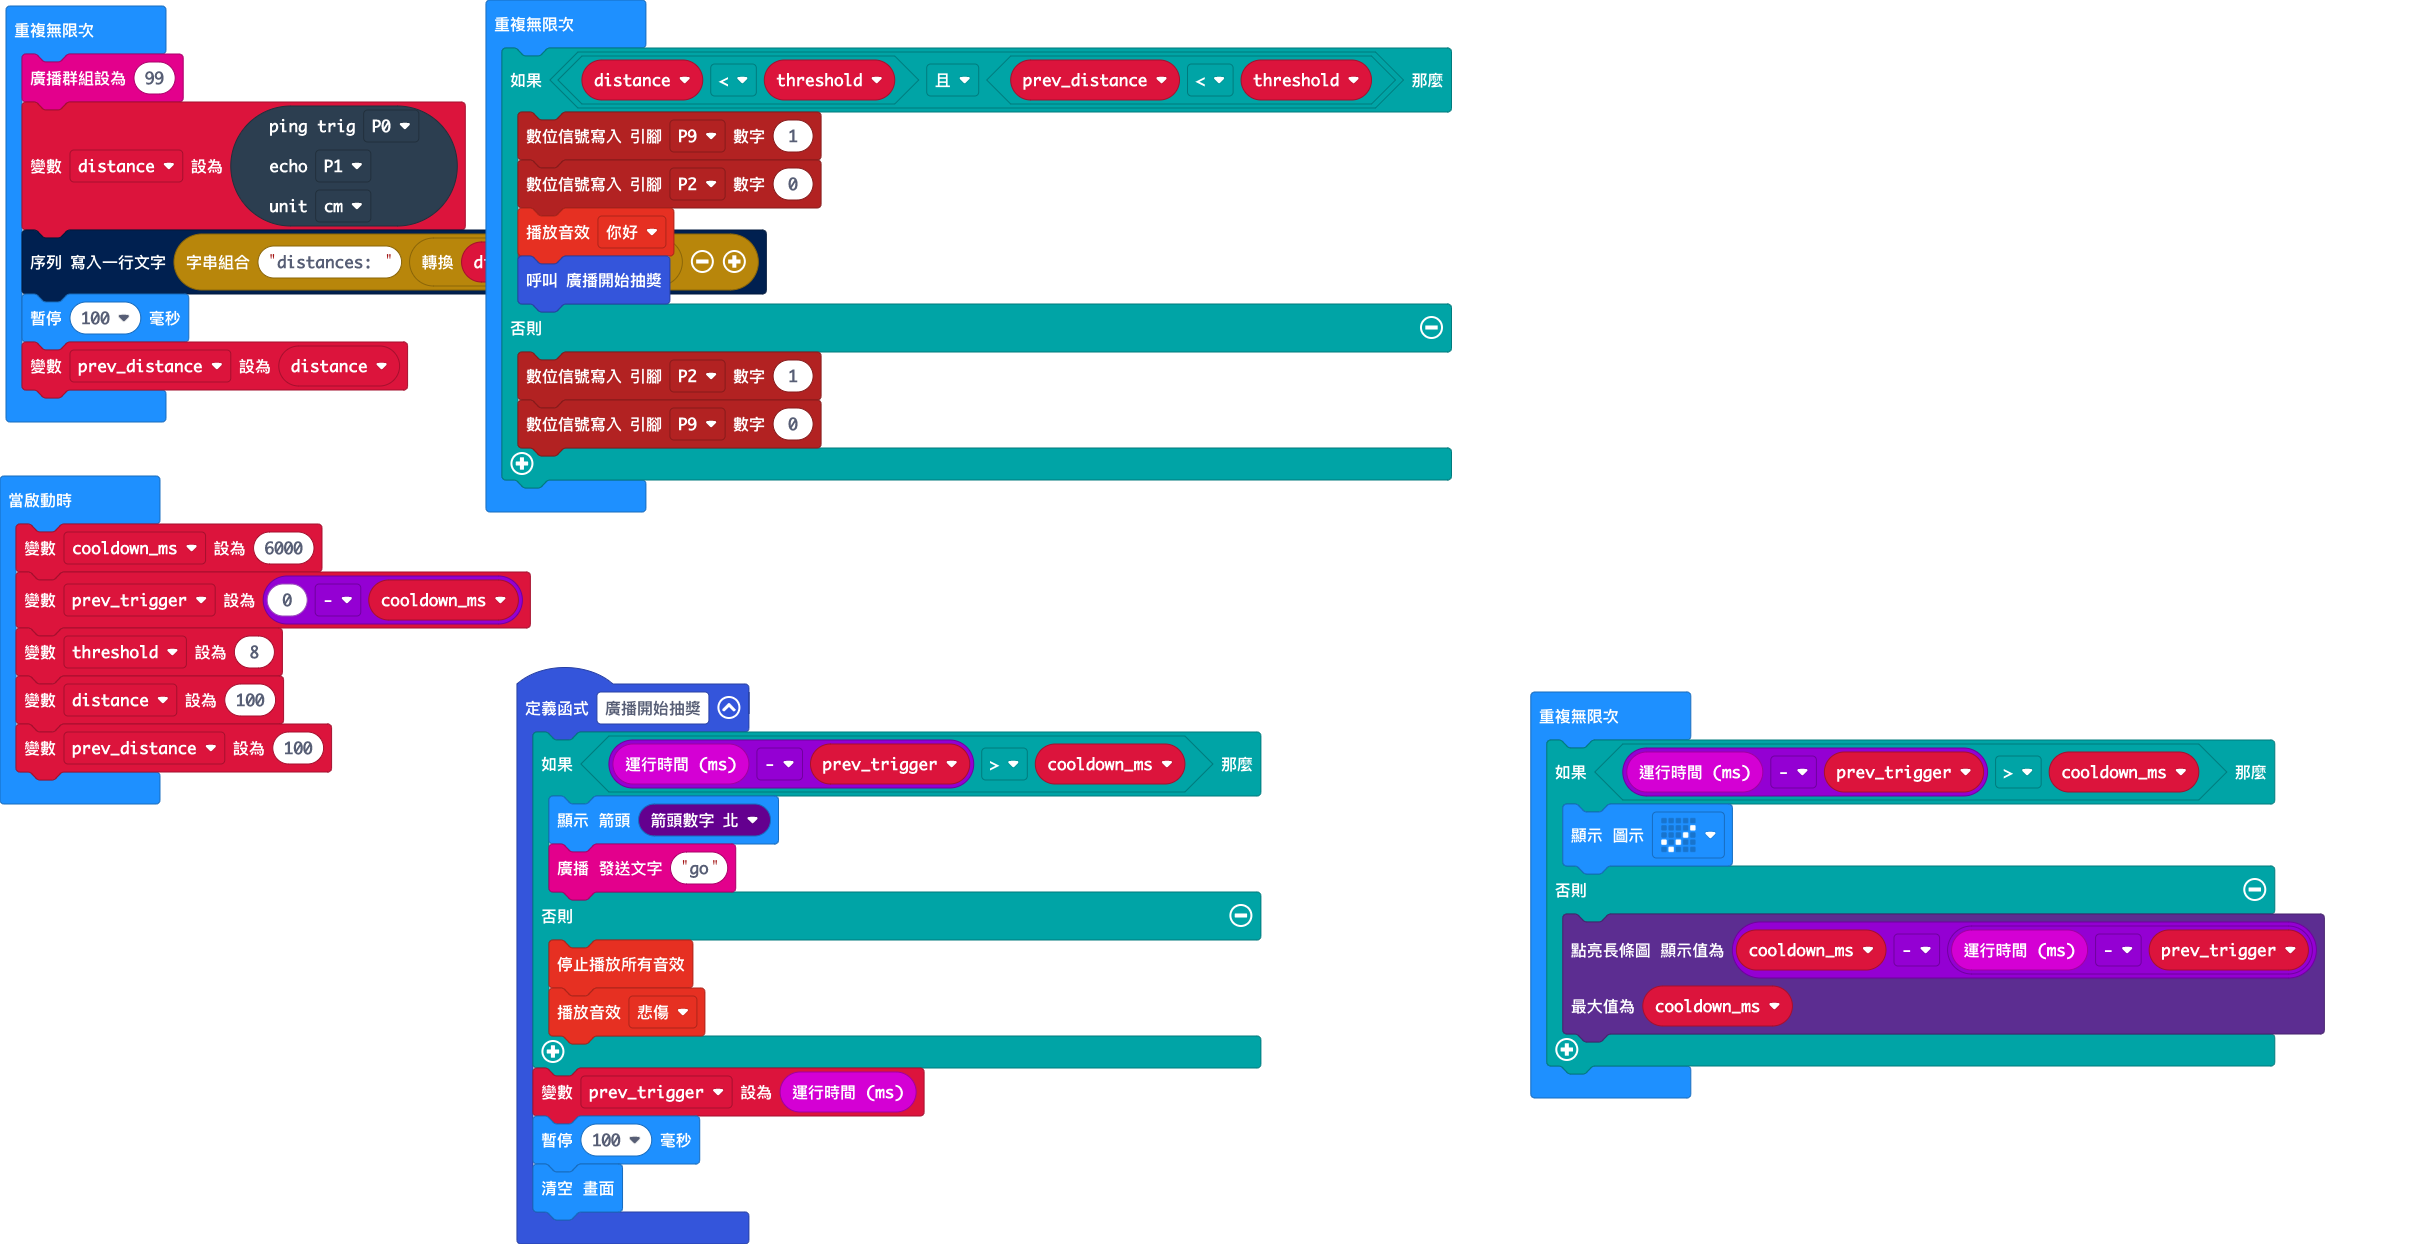 重複無限次
廣播群組設為 99
變數 distance 設為 ping trig P0
echo P1
unit cm
序列 寫入一行文字 字串組合 "distances: " 轉換
暫停 100 毫秒
變數 prev_distance 設為 distance
重複無限次
如果 distance < threshold 且 prev_distance < threshold 那麼
數位信號寫入 引腳 P9 數字 1
數位信號寫入 引腳 P2 數字 0
播放音效 你好
呼叫 廣播開始抽獎
否則
數位信號寫入 引腳 P2 數字 1
數位信號寫入 引腳 P9 數字 0
當啟動時
變數 cooldown_ms 設為 6000
變數 prev_trigger 設為 0 - cooldown_ms
變數 threshold 設為 8
變數 distance 設為 100
變數 prev_distance 設為 100
定義函式 廣播開始抽獎
如果 運行時間 (ms) - prev_trigger > cooldown_ms 那麼
顯示 箭頭 箭頭數字 北
廣播 發送文字 "go"
否則
停止播放所有音效
播放音效 悲傷
變數 prev_trigger 設為 運行時間 (ms)
暫停 100 毫秒
清空 畫面
重複無限次
如果 運行時間 (ms) - prev_trigger > cooldown_ms 那麼
顯示 圖示
否則
點亮長條圖 顯示值為 cooldown_ms - 運行時間 (ms) - prev_trigger
最大值為 cooldown_ms